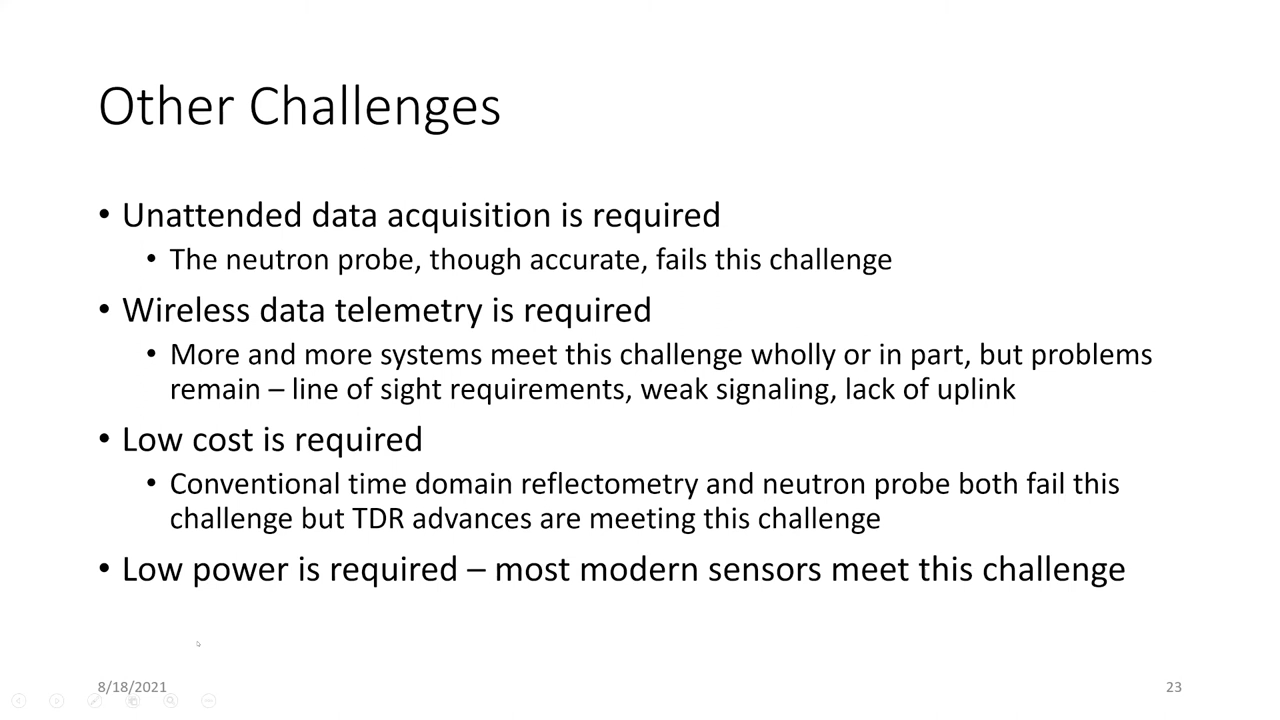 Other Challenges
• Unattended data acquisition is required
• The neutron probe, though accurate, fails this challenge
• Wireless data telemetry is required
• More and more systems meet this challenge wholly or in part, but problems
remain – line of sight requirements, weak signaling, lack of uplink
• Low cost is required
• Conventional time domain reflectometry and neutron probe both fail this
challenge but TDR advances are meeting this challenge
• Low power is required – most modern sensors meet this challenge
8/18/2021
23